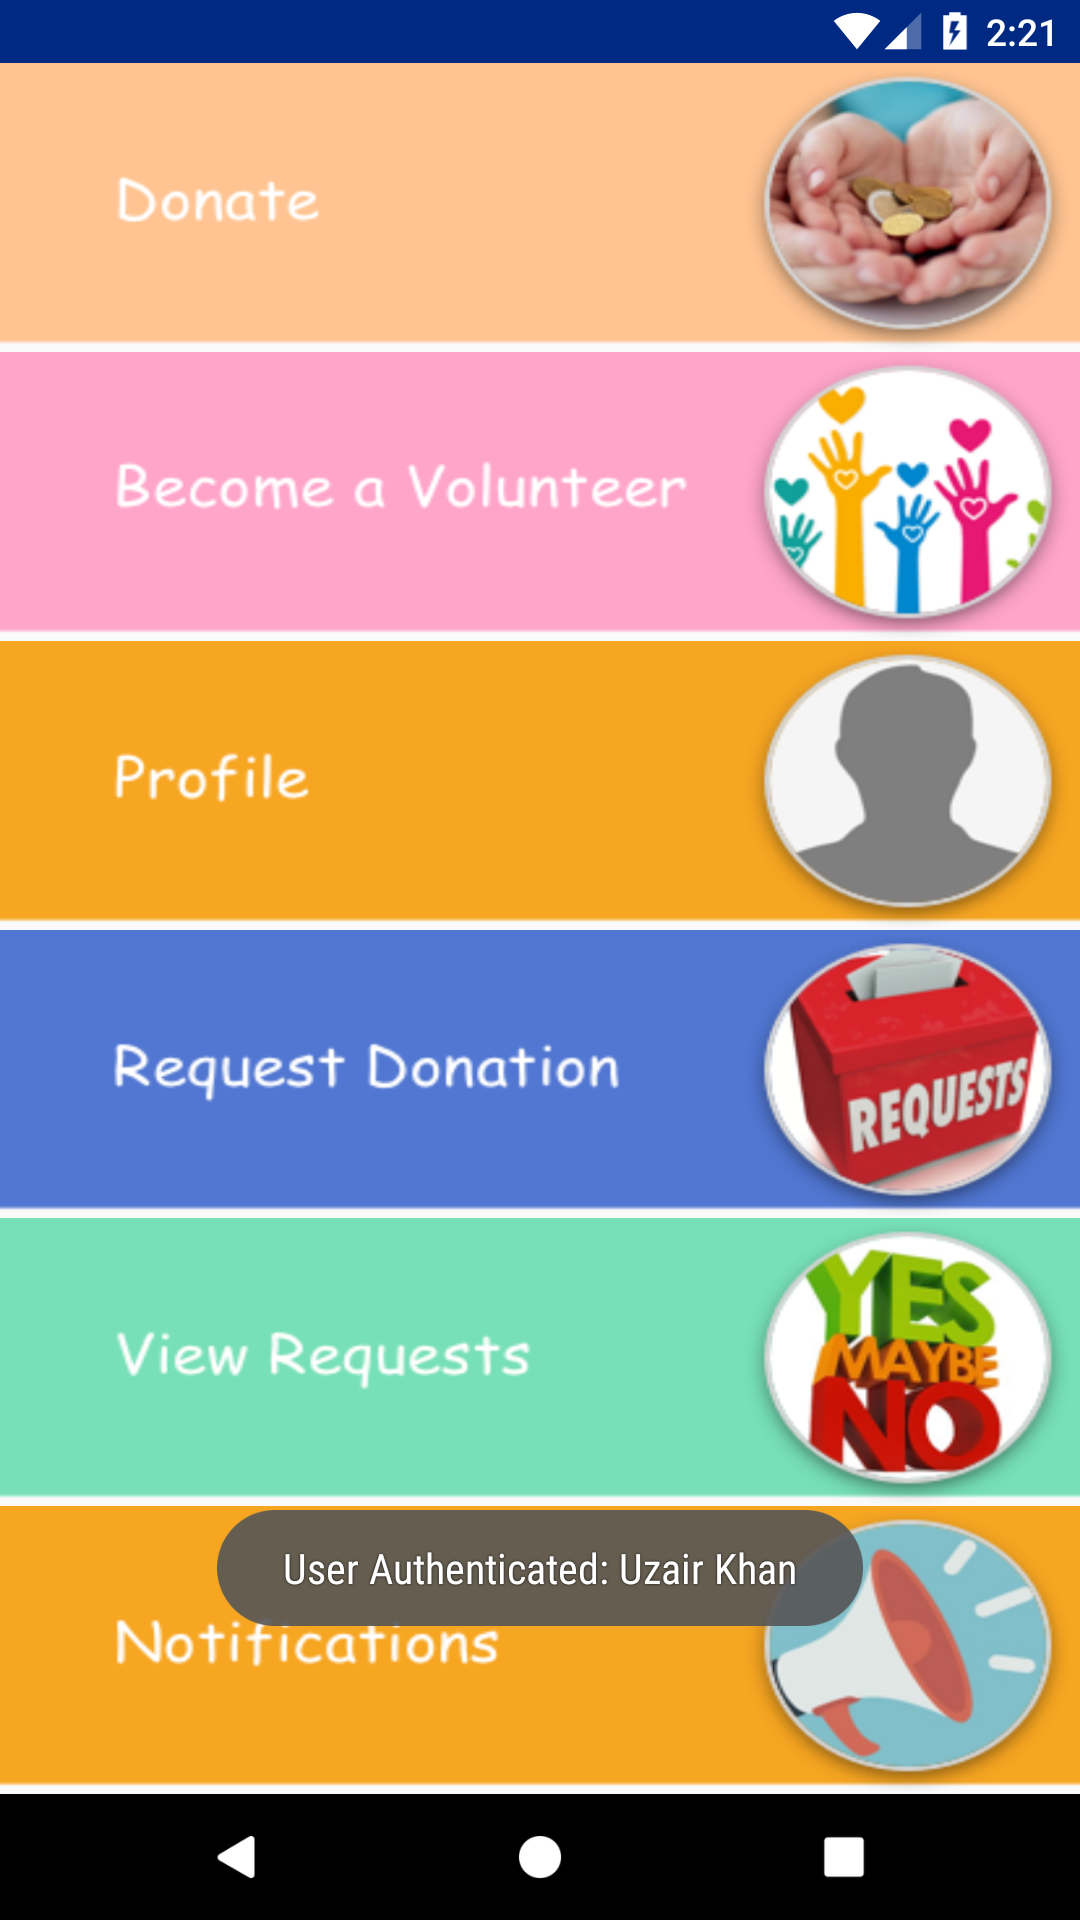 2:21
Donate
Become a Volunteer
Profile
Request Donation
REQUESTS
View Requests
YES
MAYBE
NO
User Authenticated: Uzair Khan
Notifications